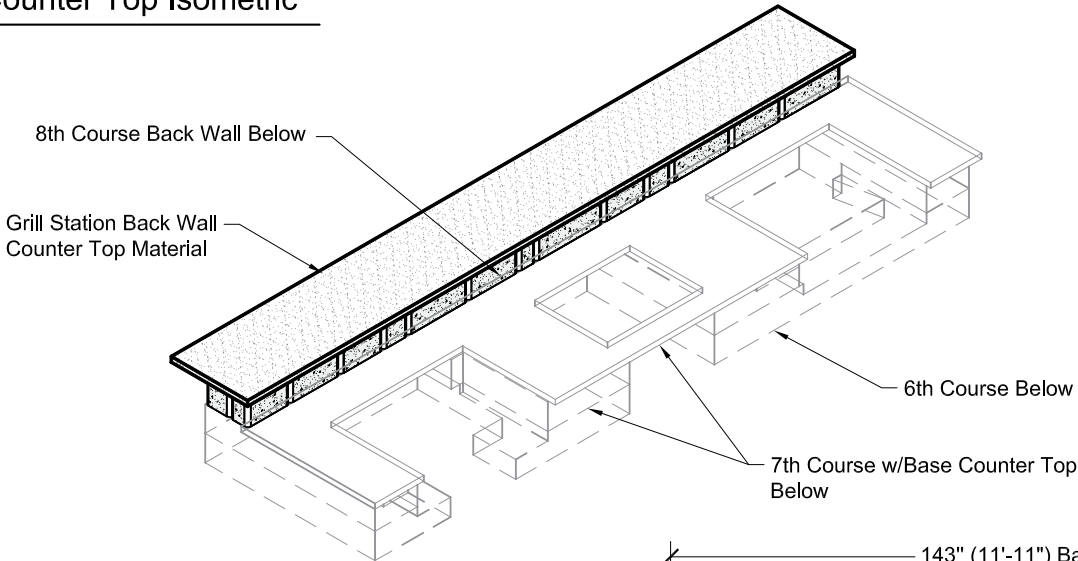 Counter Top Isometric
8th Course Back Wall Below
Grill Station Back Wall
Counter Top Material
6th Course Below
7th Course w/Base Counter Top
Below
143" (11'-11")